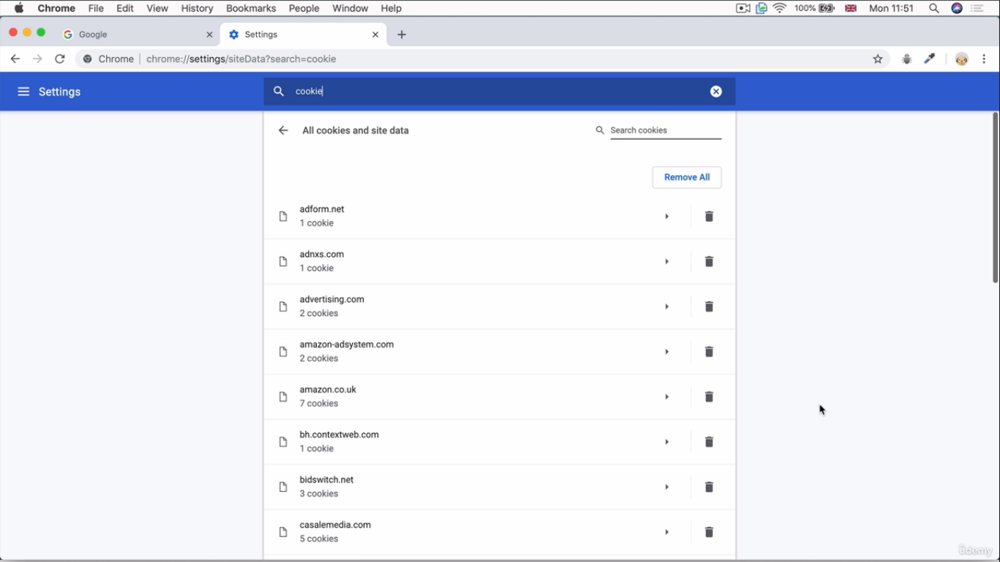 Chrome File Edit View History Bookmarks People Window Help 100% Mon 11:51
Google Settings
Chrome chrome://settings/siteData?search=cookie
Settings cookie
All cookies and site data Search cookies
Remove All
adform.net
1 cookie
adnxs.com
1 cookie
advertising.com
2 cookies
amazon-adsystem.com
2 cookies
amazon.co.uk
7 cookies
bh.contextweb.com
1 cookie
bidswitch.net
3 cookies
casalemedia.com
5 cookies
ûdemy